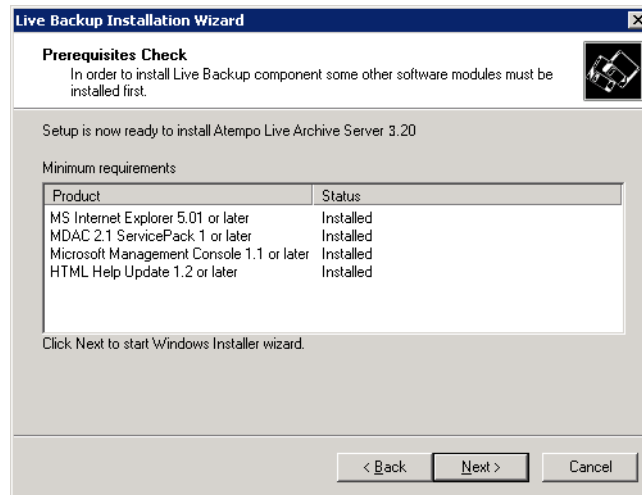 Live Backup Installation Wizard
Prerequisites Check
In order to install Live Backup component some other software modules must be
installed first.
Setup is now ready to install Atempo Live Archive Server 3.20
Minimum requirements
Product Status
MS Internet Explorer 5.01 or later Installed
MDAC 2.1 ServicePack 1 or later Installed
Microsoft Management Console 1.1 or later Installed
HTML Help Update 1.2 or later Installed
Click Next to start Windows Installer wizard.
< Back Next > Cancel